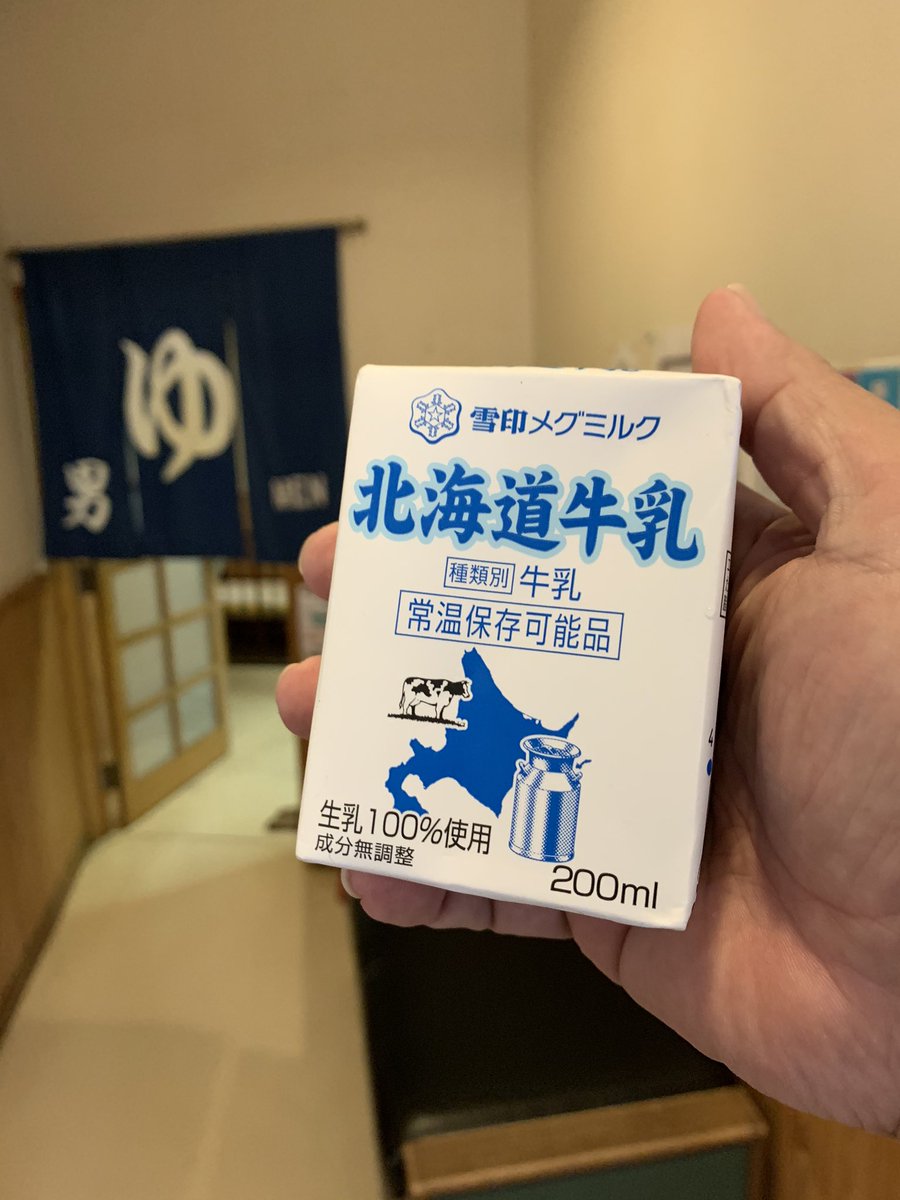 ゆ
男
MEN
雪印メグミルク
北海道牛乳
種類別 牛乳
常温保存可能品
生乳100%使用
成分無調整
200ml